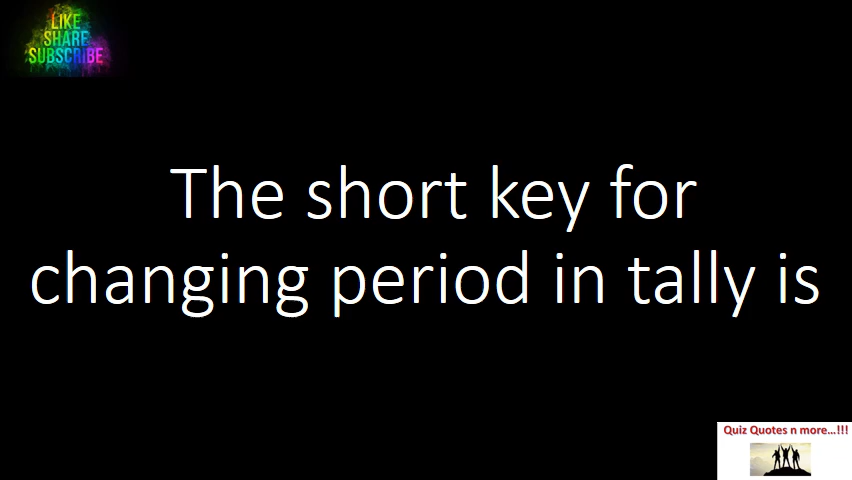 LIKE
SHARE
SUBSCRIBE
The short key for
changing period in tally is
Quiz Quotes n more...!!!